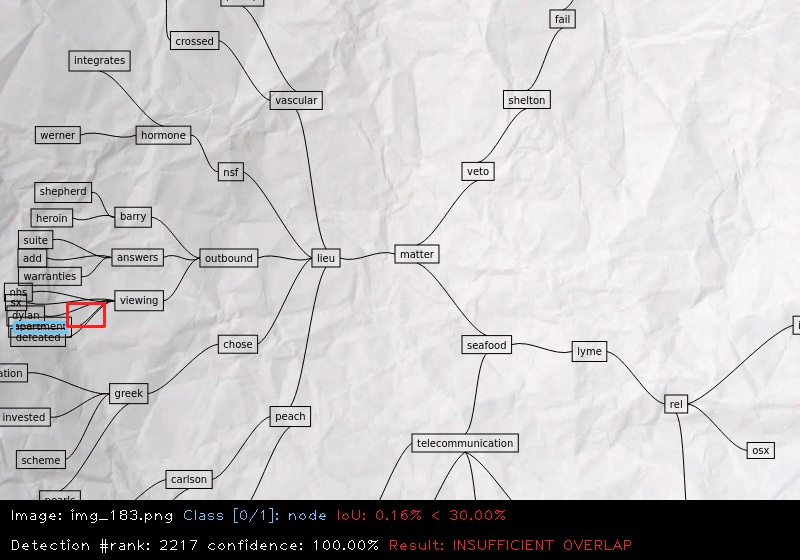 fail
crossed
integrates
vascular
shelton
werner
hormone
nsf
veto
shepherd
barry
heroin
suite
answers
add
outbound
lieu
matter
warranties
nhs
sx
viewing
dylan
apartment
defeated
chose
seafood
lyme
ation
greek
rel
invested
peach
telecommunication
osx
scheme
carlson
pearls
Image: img_183.png Class [0/1]: node IoU: 0.16% < 30.00%
Detection #rank: 2217 confidence: 100.00% Result: INSUFFICIENT OVERLAP